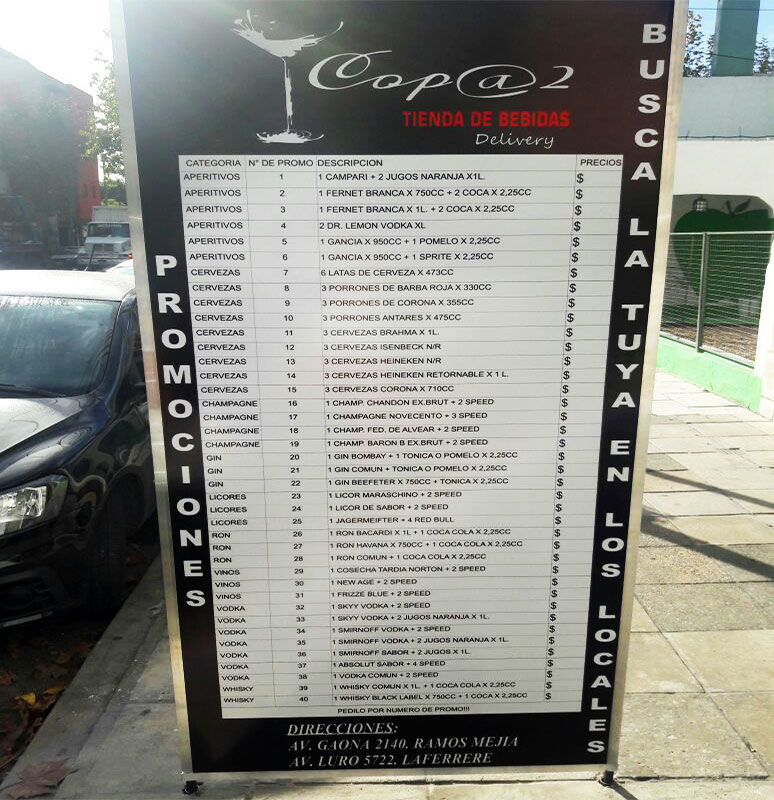 Cop@2
TIENDA DE BEBIDAS
Delivery
CATEGORIA N° DE PROMO DESCRIPCION PRECIOS
APERITIVOS 1 1 CAMPARI + 2 JUGOS NARANJA X1L. $
APERITIVOS 2 1 FERNET BRANCA X 750CC + 2 COCA X 2,25CC $
APERITIVOS 3 1 FERNET BRANCA X 1L. + 2 COCA X 2,25CC $
APERITIVOS 4 2 DR. LEMON VODKA XL $
APERITIVOS 5 1 GANCIA X 950CC + 1 POMELO X 2,25CC $
APERITIVOS 6 1 GANCIA X 950CC + 1 SPRITE X 2,25CC $
CERVEZAS 7 6 LATAS DE CERVEZA X 473CC $
CERVEZAS 8 3 PORRONES DE BARBA ROJA X 330CC $
CERVEZAS 9 3 PORRONES DE CORONA X 355CC $
CERVEZAS 10 3 PORRONES ANTARES X 475CC $
CERVEZAS 11 3 CERVEZAS BRAHMA X 1L. $
CERVEZAS 12 3 CERVEZAS ISENBECK N/R $
CERVEZAS 13 3 CERVEZAS HEINEKEN N/R $
CERVEZAS 14 3 CERVEZAS HEINEKEN RETORNABLE X 1 L. $
CERVEZAS 15 3 CERVEZAS CORONA X 710CC $
CHAMPAGNE 16 1 CHAMP. CHANDON EX.BRUT + 2 SPEED $
CHAMPAGNE 17 1 CHAMPAGNE NOVECENTO + 3 SPEED $
CHAMPAGNE 18 1 CHAMP. FED. DE ALVEAR + 2 SPEED $
CHAMPAGNE 19 1 CHAMP. BARON B EX.BRUT + 2 SPEED $
GIN 20 1 GIN BOMBAY + 1 TONICA O POMELO X 2,25CC $
GIN 21 1 GIN COMUN + TONICA O POMELO X 2,25CC $
GIN 22 1 GIN BEEFETER X 750CC + TONICA X 2,25CC $
LICORES 23 1 LICOR MARASCHINO + 2 SPEED $
LICORES 24 1 LICOR DE SABOR + 2 SPEED $
LICORES 25 1 JAGERMEIFTER + 4 RED BULL $
RON 26 1 RON BACARDI X 1L + 1 COCA COLA X 2,25CC $
RON 27 1 RON HAVANA X 750CC + 1 COCA COLA X 2,25CC $
RON 28 1 RON COMUN + 1 COCA COLA X 2,25CC $
VINOS 29 1 COSECHA TARDIA NORTON + 2 SPEED $
VINOS 30 1 NEW AGE + 2 SPEED $
VINOS 31 1 FRIZZE BLUE + 2 SPEED $
VODKA 32 1 SKYY VODKA + 2 SPEED $
VODKA 33 1 SKYY VODKA + 2 JUGOS NARANJA X 1L. $
VODKA 34 1 SMIRNOFF VODKA + 2 SPEED $
VODKA 35 1 SMIRNOFF VODKA + 2 JUGOS NARANJA X 1L. $
VODKA 36 1 SMIRNOFF SABOR + 2 JUGOS X 1L. $
VODKA 37 1 ABSOLUT SABOR + 4 SPEED $
VODKA 38 1 VODKA COMUN + 2 SPEED $
WHISKY 39 1 WHISKY COMUN X 1L. + 1 COCA COLA X 2,25CC $
WHISKY 40 1 WHISKY BLACK LABEL X 750CC + 1 COCA X 2,25CC $
PEDILO POR NUMERO DE PROMO!!!
DIRECCIONES:
AV. GAONA 2140. RAMOS MEJIA
AV. LURO 5722. LAFERRERE
PROMOCIONES
BUSCA LA TUYA EN LOS LOCALES